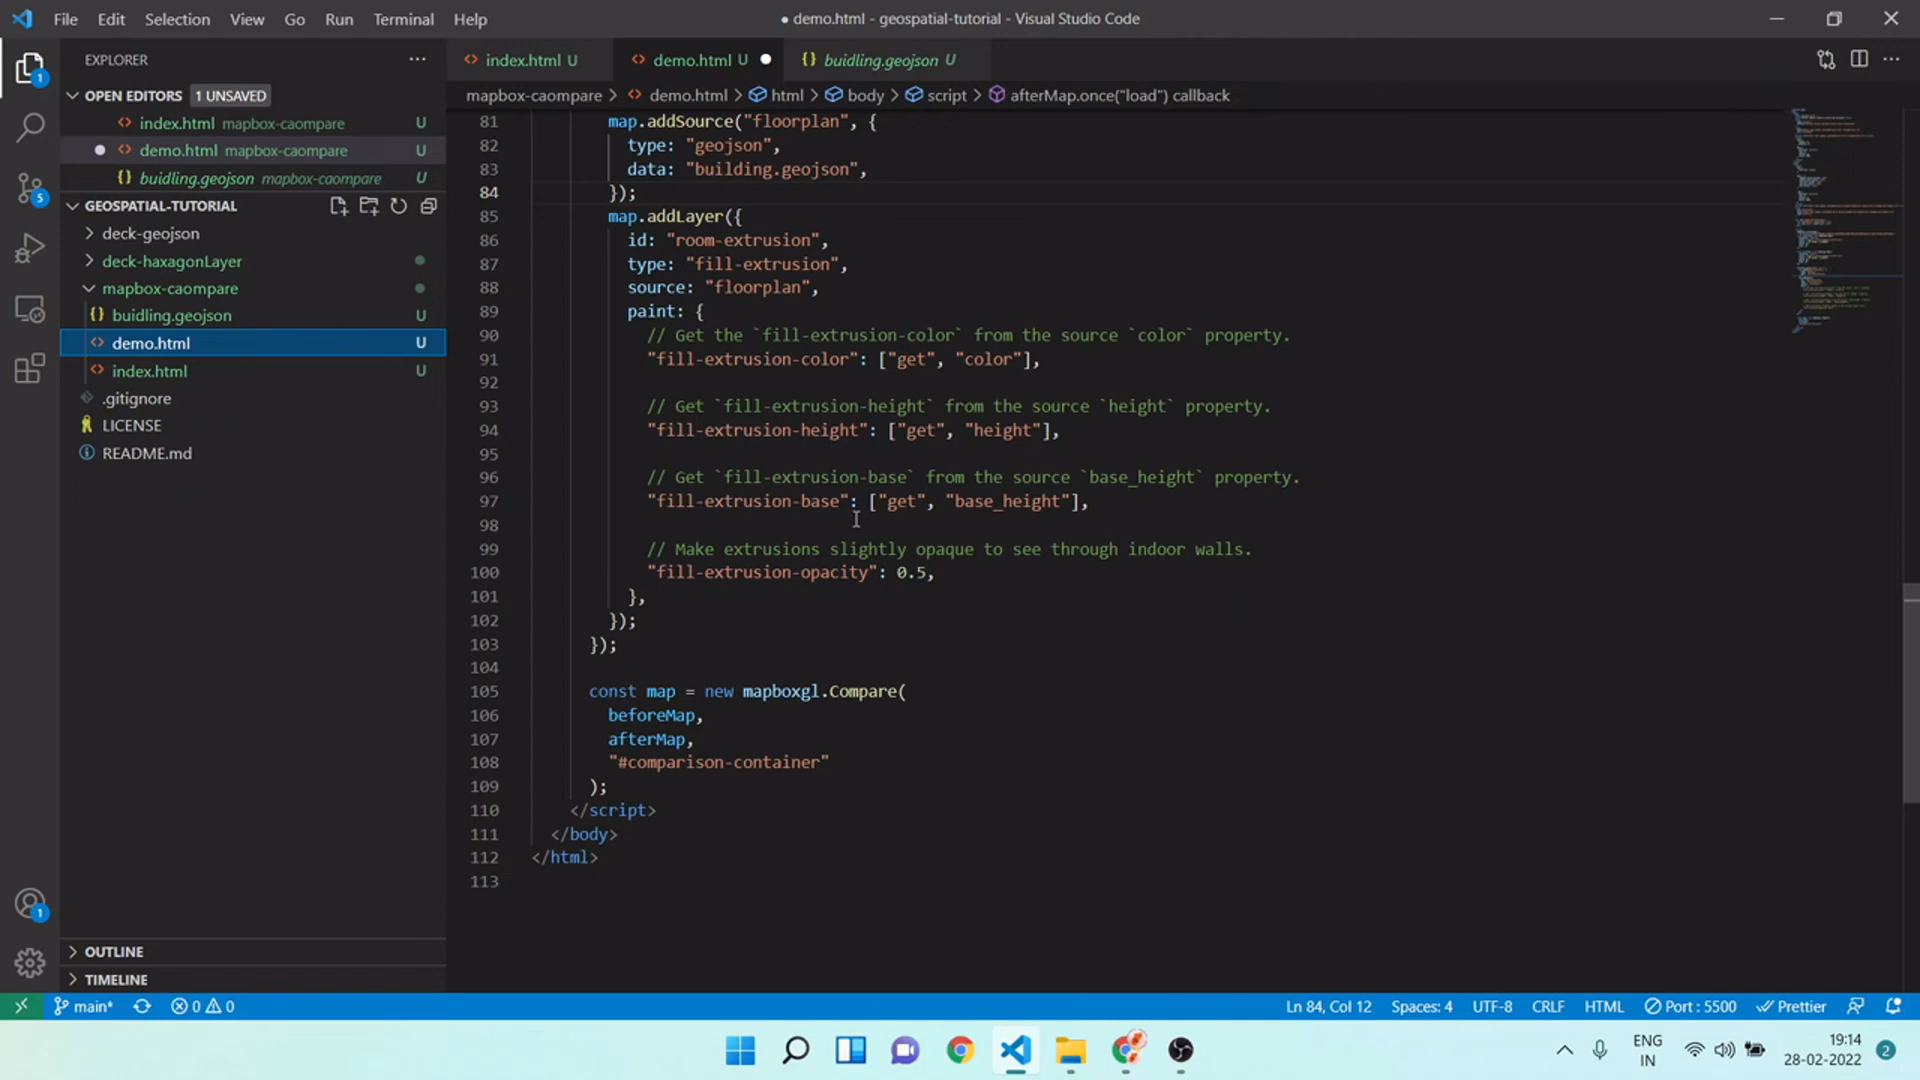 File Edit Selection View Go Run Terminal Help
● demo.html - geospatial-tutorial - Visual Studio Code
EXPLORER
index.html U
demo.html U
{} buidling.geojson U
OPEN EDITORS 1 UNSAVED
mapbox-caompare > demo.html > html > body > script > afterMap.once("load") callback
index.html mapbox-caompare U
demo.html mapbox-caompare U
{} buidling.geojson mapbox-caompare U
GEOSPATIAL-TUTORIAL
deck-geojson
deck-haxagonLayer
mapbox-caompare
{} buidling.geojson U
demo.html U
index.html U
.gitignore
LICENSE
README.md
OUTLINE
TIMELINE
81 map.addSource("floorplan", {
82 type: "geojson",
83 data: "building.geojson",
84 });
85 map.addLayer({
86 id: "room-extrusion",
87 type: "fill-extrusion",
88 source: "floorplan",
89 paint: {
90 // Get the `fill-extrusion-color` from the source `color` property.
91 "fill-extrusion-color": ["get", "color"],
92
93 // Get `fill-extrusion-height` from the source `height` property.
94 "fill-extrusion-height": ["get", "height"],
95
96 // Get `fill-extrusion-base` from the source `base_height` property.
97 "fill-extrusion-base": ["get", "base_height"],
98
99 // Make extrusions slightly opaque to see through indoor walls.
100 "fill-extrusion-opacity": 0.5,
101 },
102 });
103 });
104
105 const map = new mapboxgl.Compare(
106 beforeMap,
107 afterMap,
108 "#comparison-container"
109 );
110 </script>
111 </body>
112 </html>
113
1
5
1
main* 0 0
Ln 84, Col 12 Spaces: 4 UTF-8 CRLF HTML Port : 5500 Prettier
ENG
IN
19:14
28-02-2022
2